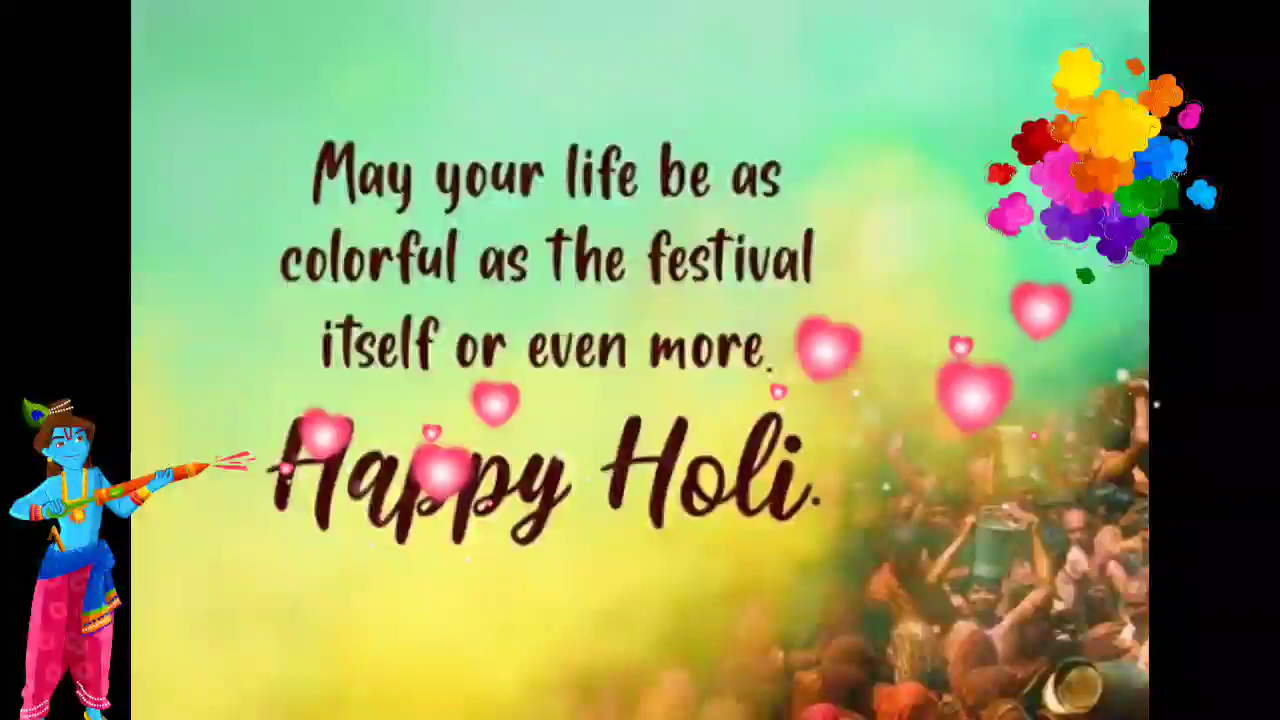 May your life be as
colorful as the festival
itself or even more.
Happy Holi.